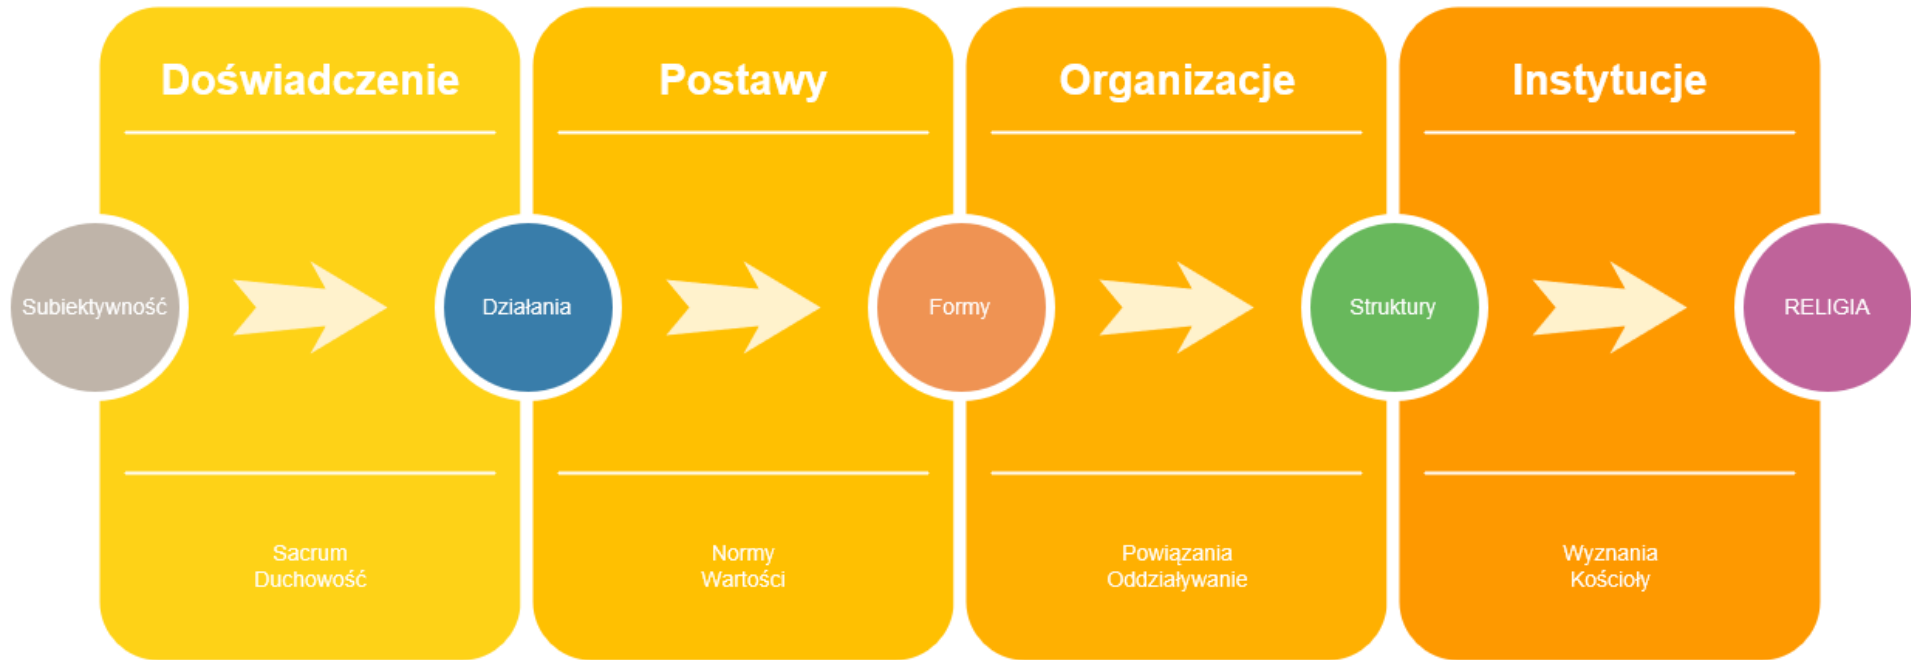 Doświadczenie
Postawy
Organizacje
Instytucje
Subiektywność
Działania
Formy
Struktury
RELIGIA
Sacrum
Duchowość
Normy
Wartości
Powiązania
Oddziaływanie
Wyznania
Kościoły